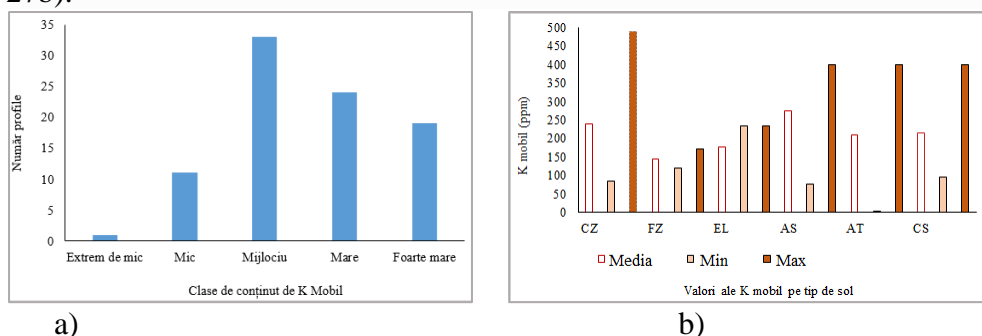 278).
35
30
25
20
15
10
5
0
Număr profile
Extrem de mic Mic Mijlociu Mare Foarte mare
Clase de conținut de K Mobil
a)
500
450
400
350
300
250
200
150
100
50
0
K mobil (ppm)
CZ FZ EL AS AT CS
Media Min Max
Valori ale K mobil pe tip de sol
b)